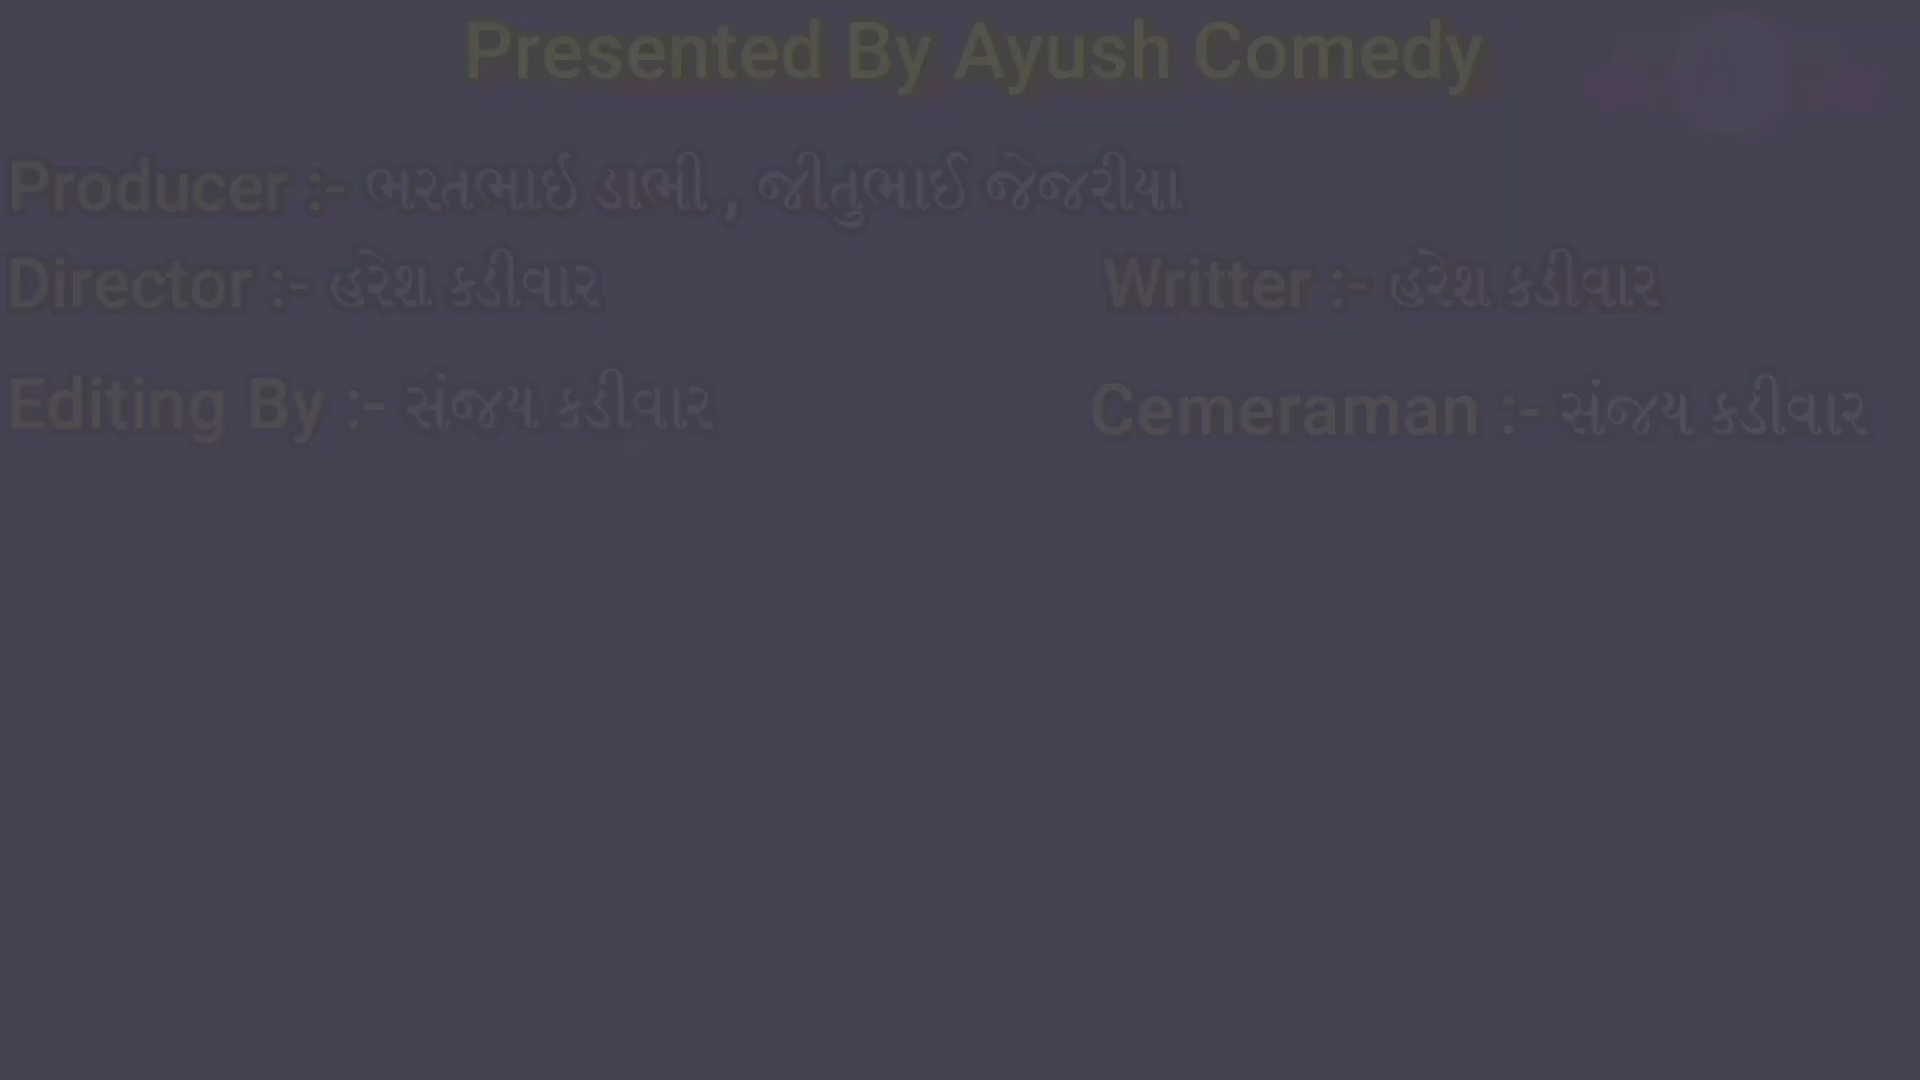 Presented By Ayush Comedy
Producer :- ભરતભાઈ ડાભી , જીતુભાઈ જેજરીયા
Director :- હરેશ કડીવાર
Writter :- હરેશ કડીવાર
Editing By :- સંજય કડીવાર
Cemeraman :- સંજય કડીવાર